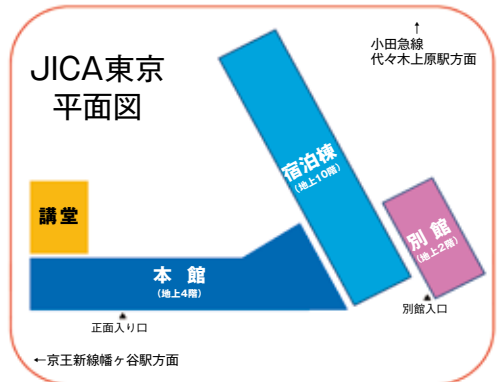 JICA東京
平面図
↑
小田急線
代々木上原駅方面
宿泊棟
(地上10階)
講堂
別館
(地上2階)
本館
(地上4階)
▲
正面入り口
▲
別館入口
←京王新線幡ヶ谷駅方面